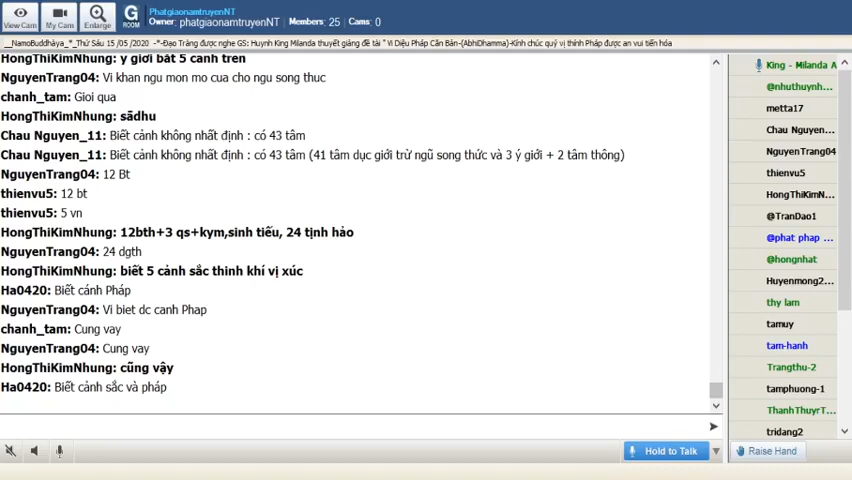 View Cam
My Cam
Enlarge
G
ROOM
PhatgiaonamtruyenNT
Owner: phatgiaonamtruyenNT Members: 25 Cams: 0
__NamoBuddhàya_*_Thứ Sáu 15 /05 /2020 -*-Đạo Tràng được nghe GS: Huynh King Milanda thuyết giảng đề tài " Vi Diệu Pháp Căn Bản-(AbhiDhamma)-Kính chúc quý vị thính Pháp được an vui tiến hóa
HongThiKimNhung: ý giới bắt 5 cảnh trên
NguyenTrang04: Vi khan ngu mon mo cua cho ngu song thuc
chanh_tam: Gioi qua
HongThiKimNhung: sãdhu
Chau Nguyen_11: Biết cảnh không nhất định : có 43 tâm
Chau Nguyen_11: Biết cảnh không nhất định : có 43 tâm (41 tâm dục giới trừ ngũ song thức và 3 ý giới + 2 tâm thông)
NguyenTrang04: 12 Bt
thienvu5: 12 bt
thienvu5: 5 vn
HongThiKimNhung: 12bth+3 qs+kym,sinh tiếu, 24 tịnh hảo
NguyenTrang04: 24 dgth
HongThiKimNhung: biết 5 cảnh sắc thinh khí vị xúc
Ha0420: Biết cảnh Pháp
NguyenTrang04: Vi biet dc canh Phap
chanh_tam: Cung vay
NguyenTrang04: Cung vay
HongThiKimNhung: cũng vậy
Ha0420: Biết cảnh sắc và pháp
King - Milanda A
@nhuthuynh...
metta17
Chau Nguyen...
NguyenTrang04
thienvu5
HongThiKimN...
@TranDao1
@phat phap ...
@hongnhat
Huyenmong2...
thy lam
tamuy
tam-hanh
Trangthu-2
tamphuong-1
ThanhThuyrT...
tridang2
Hold to Talk
Raise Hand